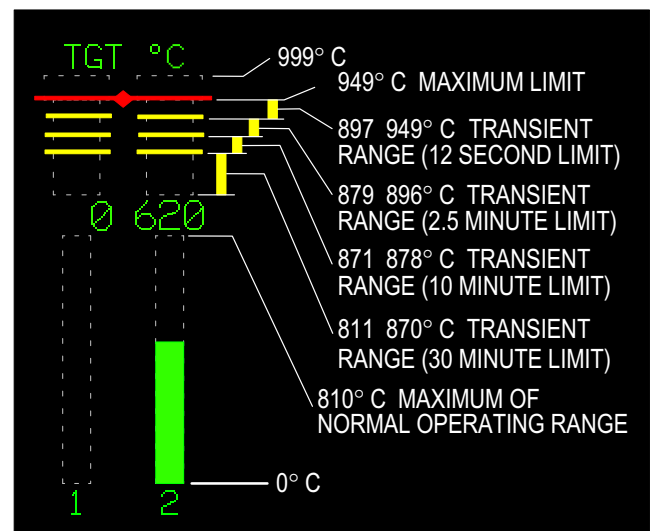 TGT °C
999° C
949° C MAXIMUM LIMIT
897 949° C TRANSIENT
RANGE (12 SECOND LIMIT)
879 896° C TRANSIENT
RANGE (2.5 MINUTE LIMIT)
0 620
871 878° C TRANSIENT
RANGE (10 MINUTE LIMIT)
811 870° C TRANSIENT
RANGE (30 MINUTE LIMIT)
810° C MAXIMUM OF
NORMAL OPERATING RANGE
0° C
1 2